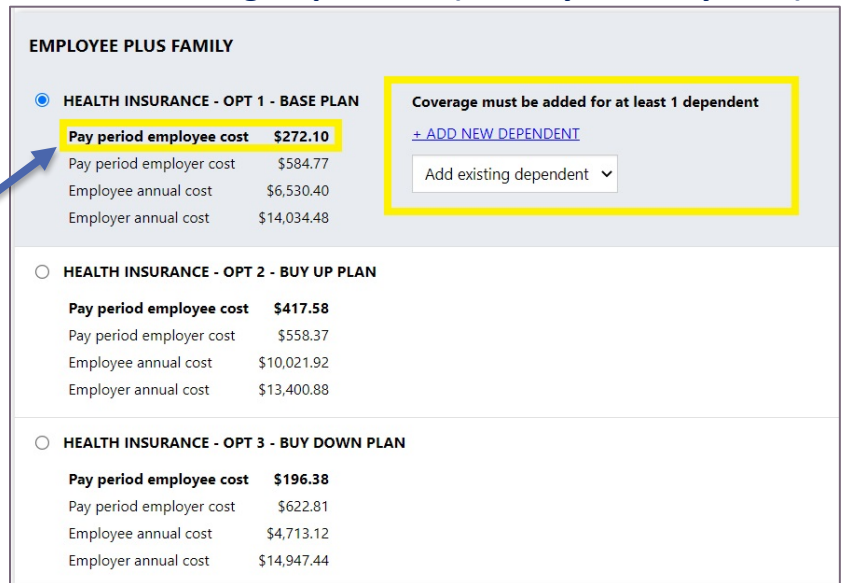 EMPLOYEE PLUS FAMILY
HEALTH INSURANCE - OPT 1 - BASE PLAN
Pay period employee cost $272.10
Pay period employer cost $584.77
Employee annual cost $6,530.40
Employer annual cost $14,034.48
Coverage must be added for at least 1 dependent
+ ADD NEW DEPENDENT
Add existing dependent
HEALTH INSURANCE - OPT 2 - BUY UP PLAN
Pay period employee cost $417.58
Pay period employer cost $558.37
Employee annual cost $10,021.92
Employer annual cost $13,400.88
HEALTH INSURANCE - OPT 3 - BUY DOWN PLAN
Pay period employee cost $196.38
Pay period employer cost $622.81
Employee annual cost $4,713.12
Employer annual cost $14,947.44